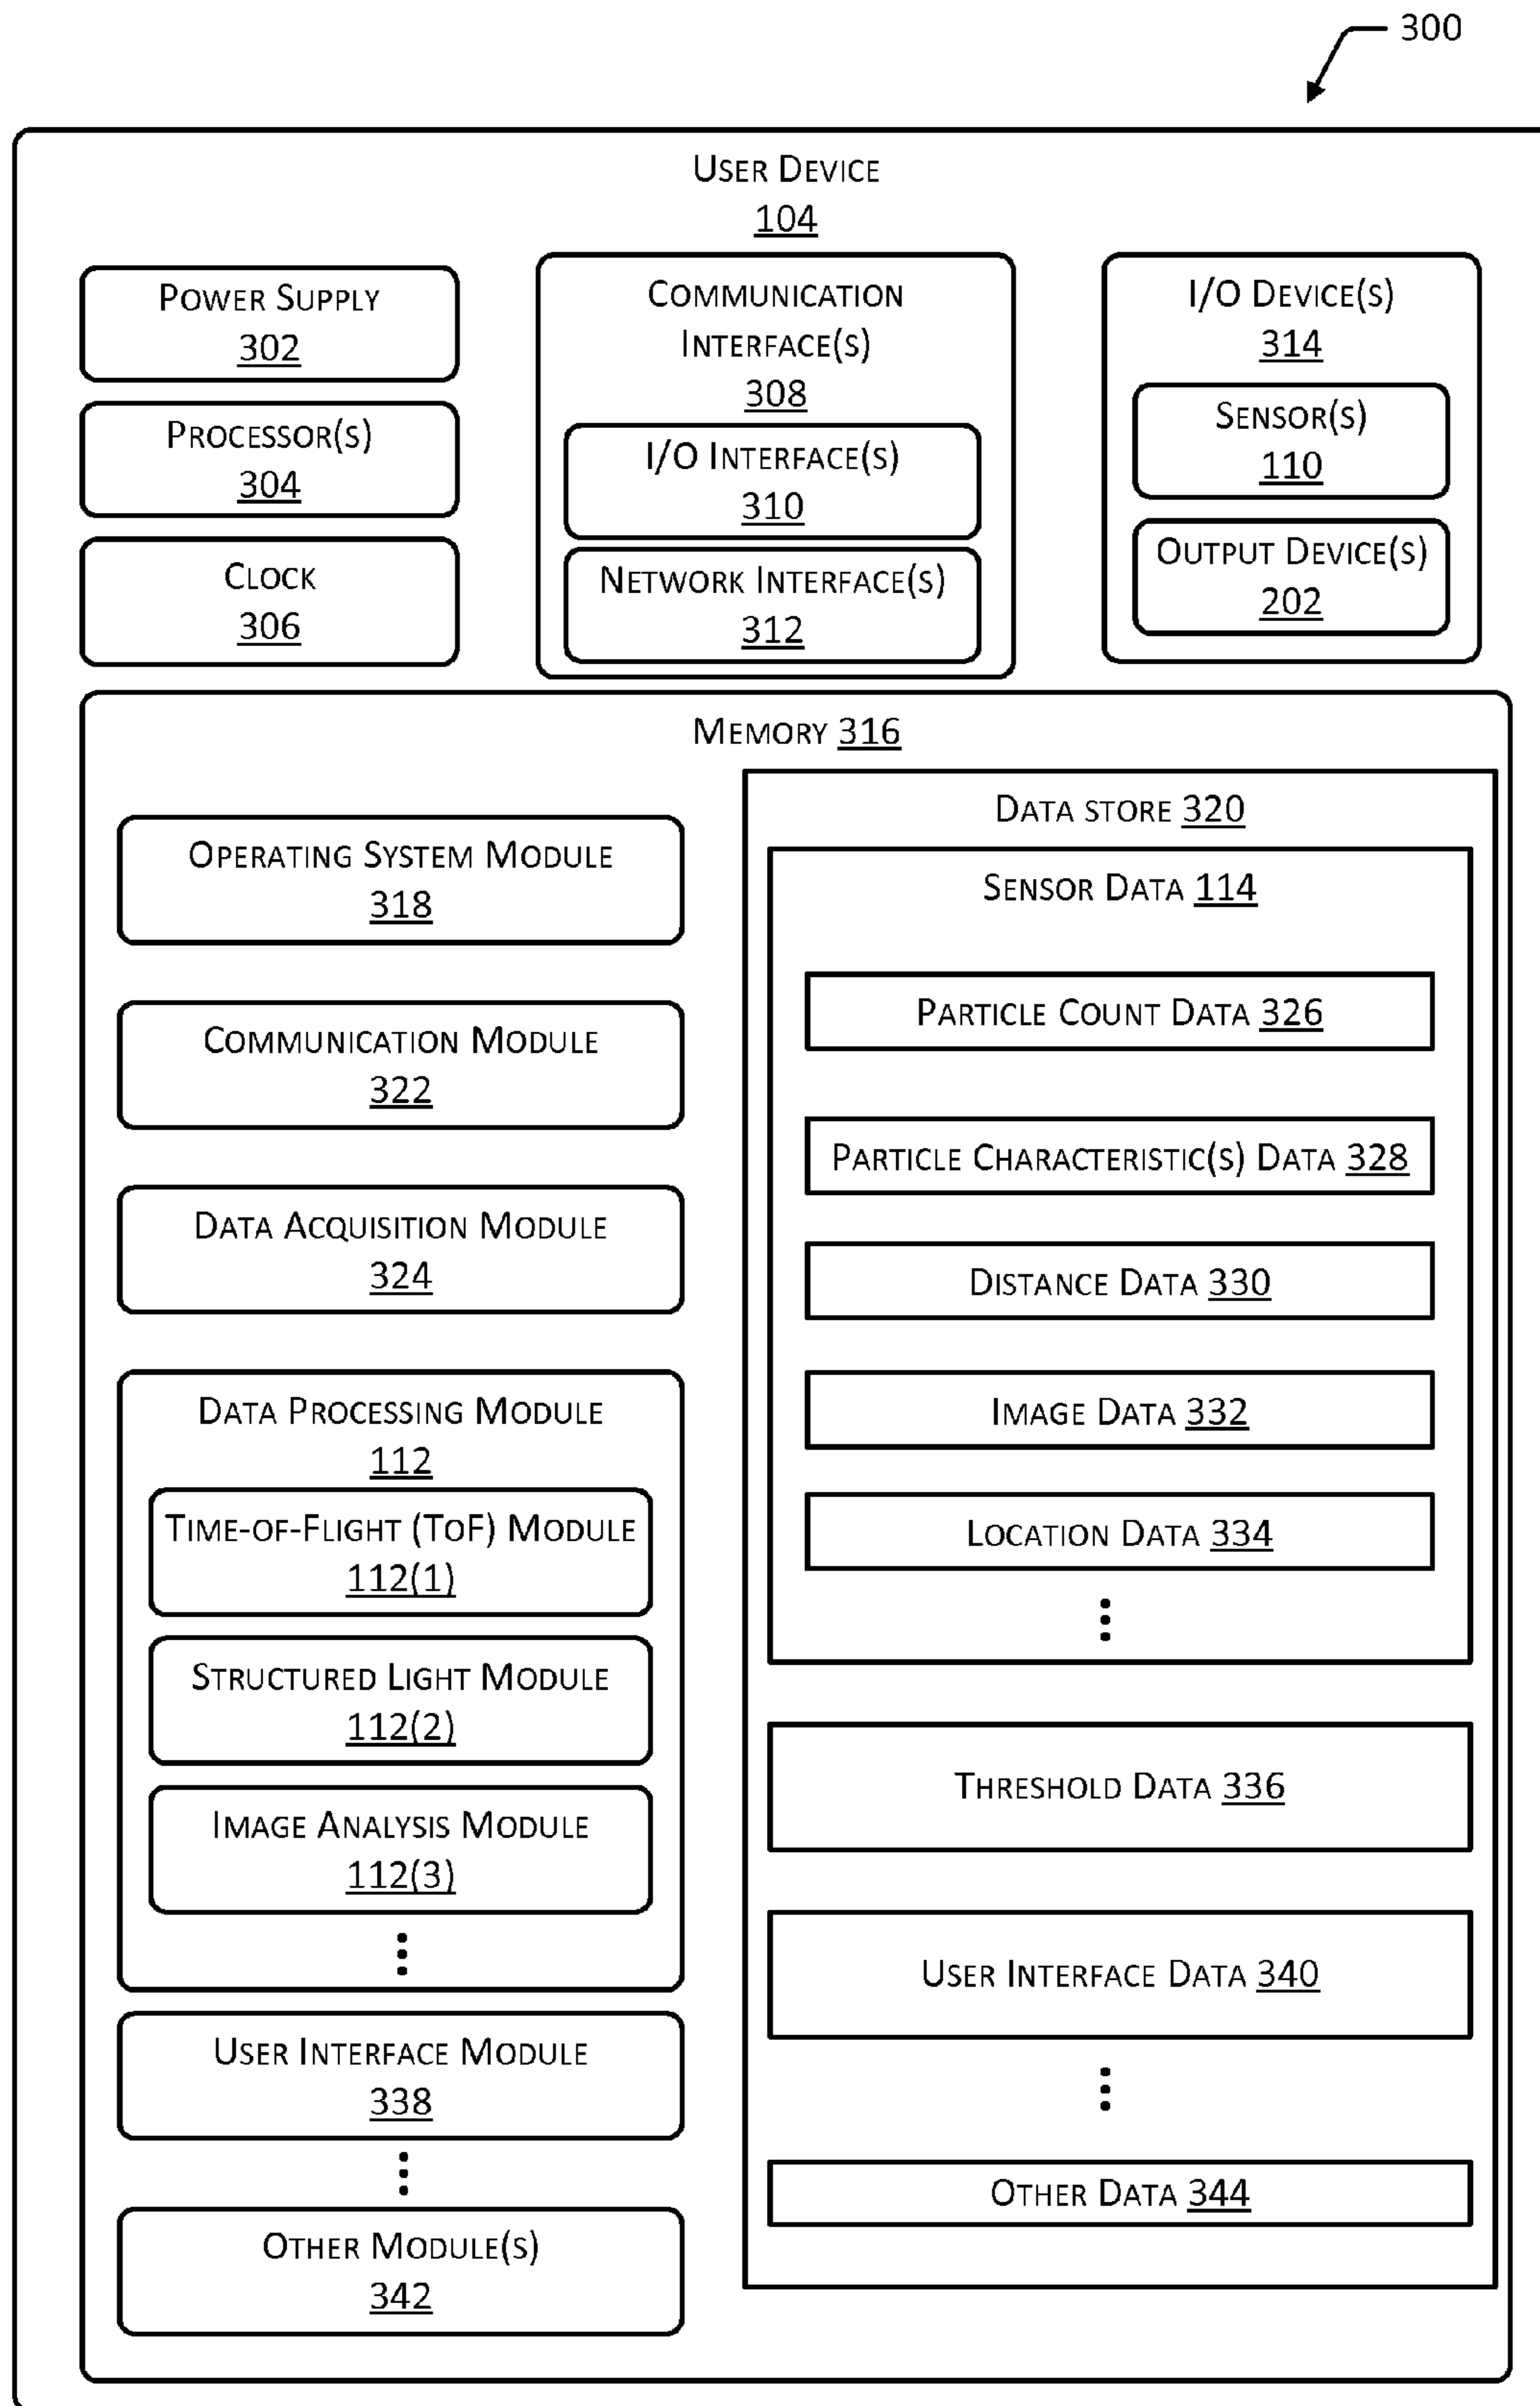 300
USER DEVICE
104
POWER SUPPLY
302
PROCESSOR(S)
304
CLOCK
306
COMMUNICATION
INTERFACE(S)
308
I/O INTERFACE(S)
310
NETWORK INTERFACE(S)
312
I/O DEVICE(S)
314
SENSOR(S)
110
OUTPUT DEVICE(S)
202
MEMORY 316
OPERATING SYSTEM MODULE
318
COMMUNICATION MODULE
322
DATA ACQUISITION MODULE
324
DATA PROCESSING MODULE
112
TIME-OF-FLIGHT (TOF) MODULE
112(1)
STRUCTURED LIGHT MODULE
112(2)
IMAGE ANALYSIS MODULE
112(3)
USER INTERFACE MODULE
338
OTHER MODULE(S)
342
DATA STORE 320
SENSOR DATA 114
PARTICLE COUNT DATA 326
PARTICLE CHARACTERISTIC(S) DATA 328
DISTANCE DATA 330
IMAGE DATA 332
LOCATION DATA 334
THRESHOLD DATA 336
USER INTERFACE DATA 340
OTHER DATA 344